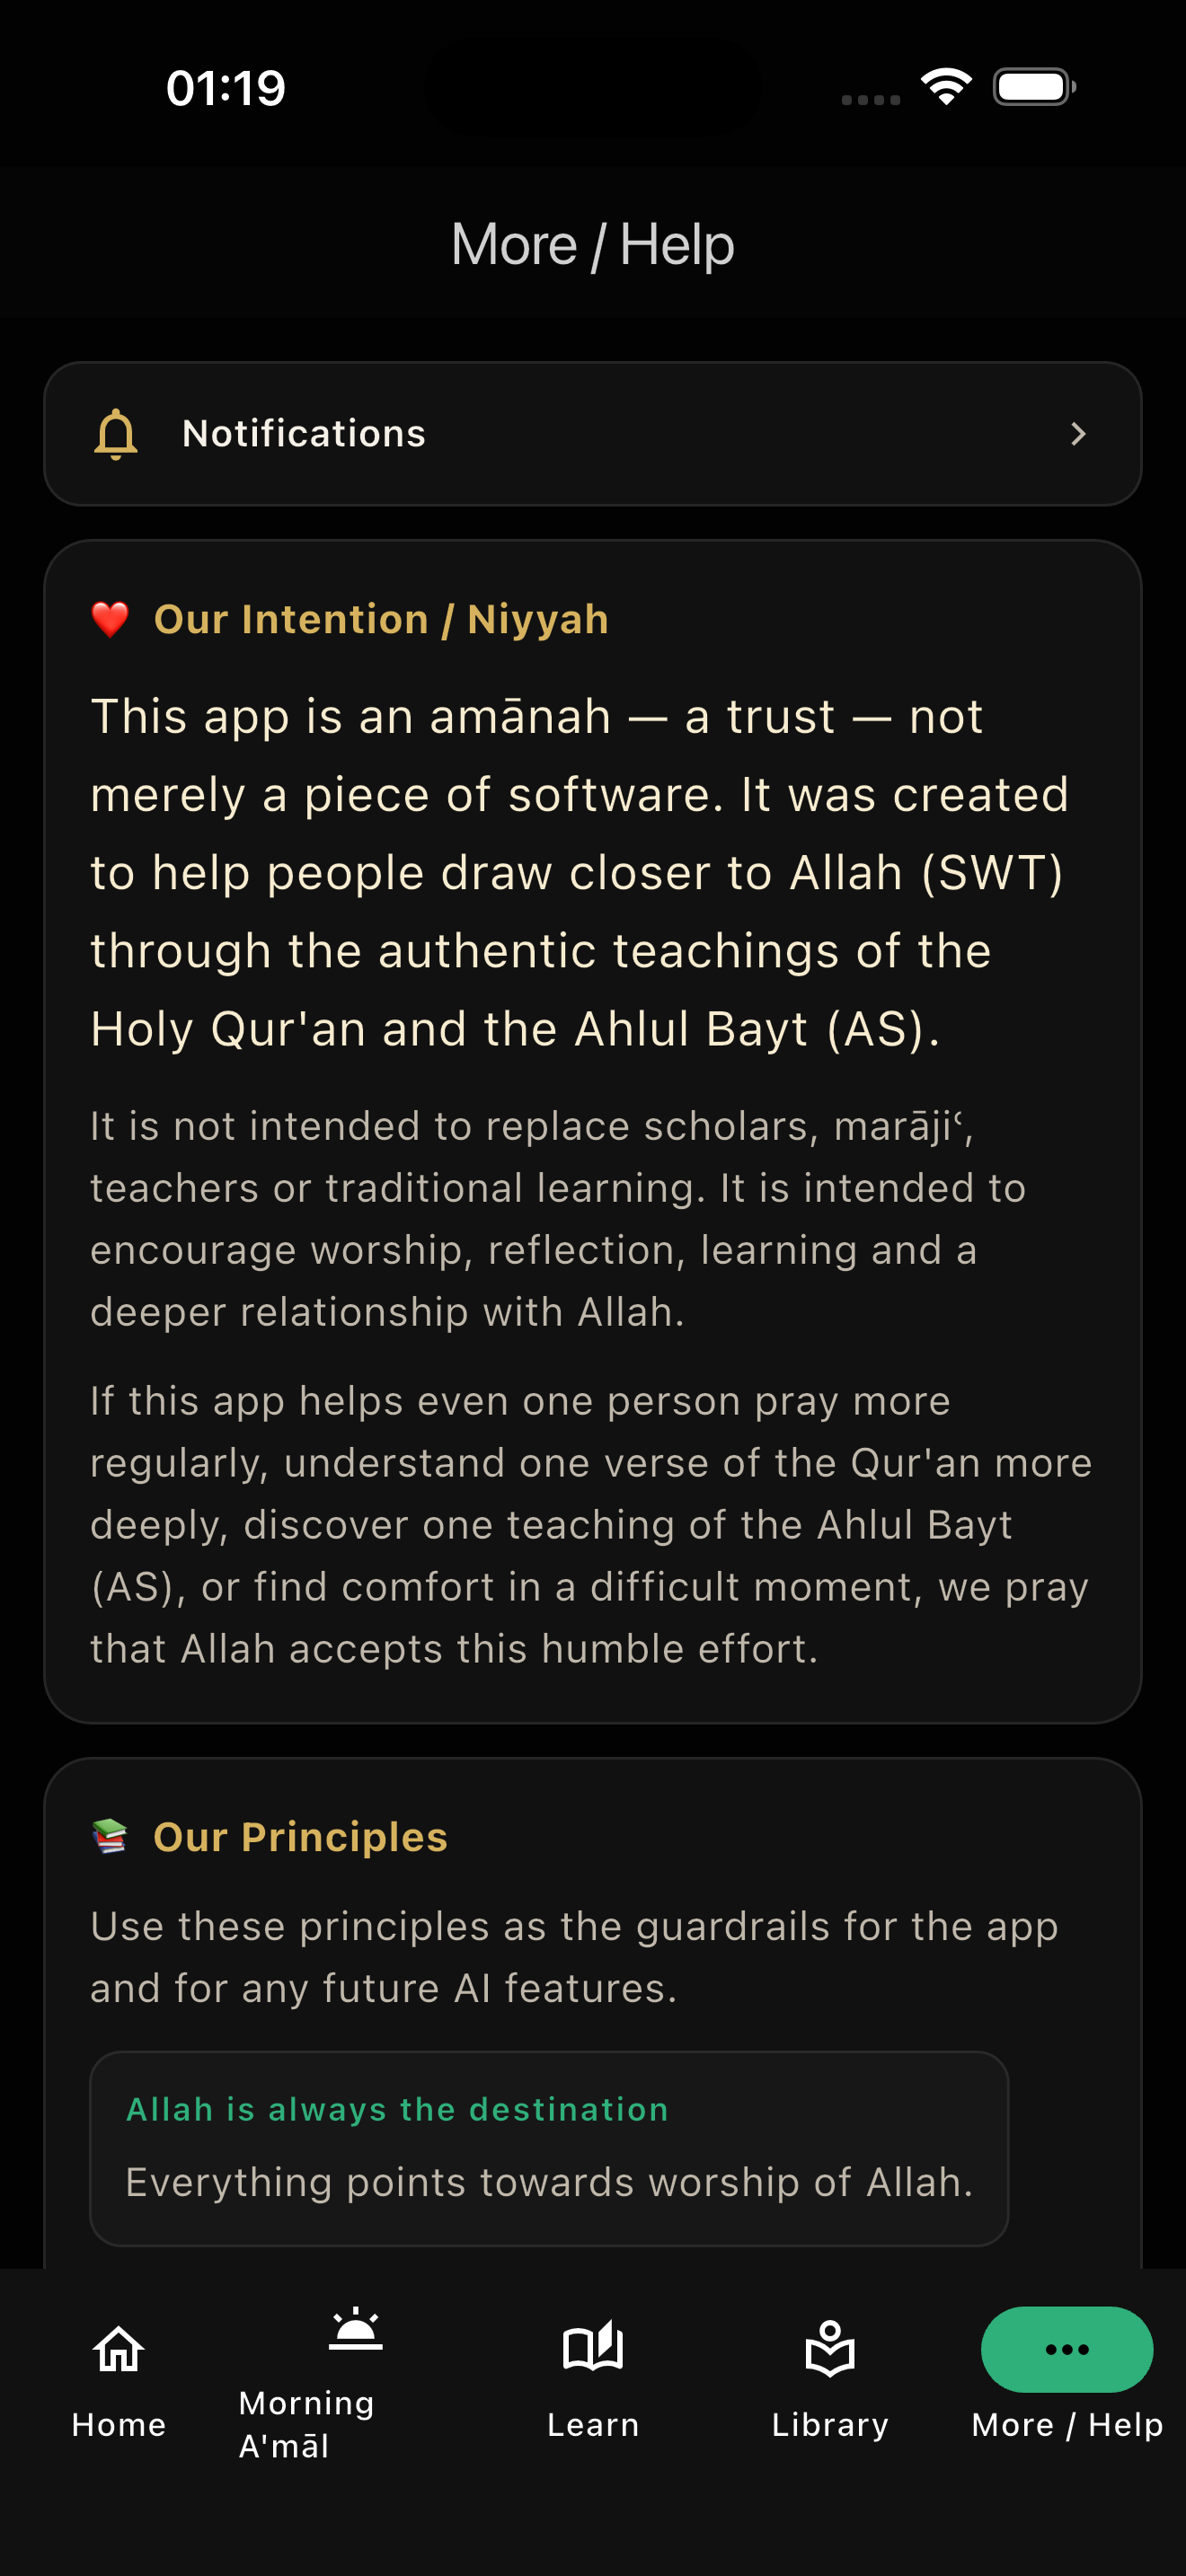 01:19
More / Help
Notifications
Our Intention / Niyyah
This app is an amānah — a trust — not
merely a piece of software. It was created
to help people draw closer to Allah (SWT)
through the authentic teachings of the
Holy Qur'an and the Ahlul Bayt (AS).
It is not intended to replace scholars, marājiʿ,
teachers or traditional learning. It is intended to
encourage worship, reflection, learning and a
deeper relationship with Allah.
If this app helps even one person pray more
regularly, understand one verse of the Qur'an more
deeply, discover one teaching of the Ahlul Bayt
(AS), or find comfort in a difficult moment, we pray
that Allah accepts this humble effort.
Our Principles
Use these principles as the guardrails for the app
and for any future AI features.
Allah is always the destination
Everything points towards worship of Allah.
Home
Morning
A'māl
Learn
Library
More / Help